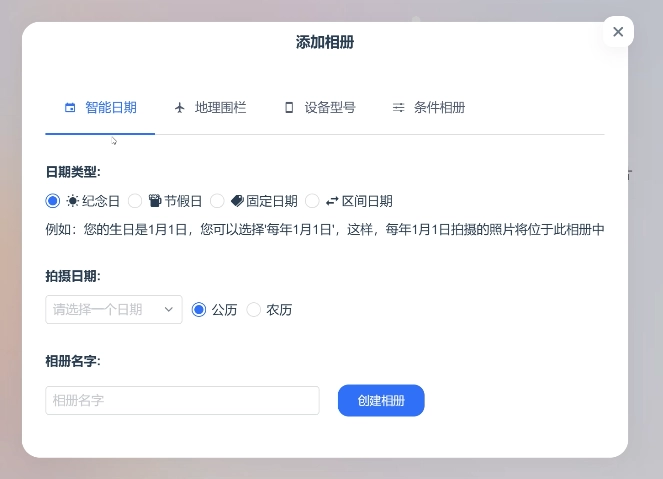 添加相册
智能日期 地理围栏 设备型号 条件相册
日期类型:
纪念日 节假日 固定日期 区间日期
例如：您的生日是1月1日，您可以选择'每年1月1日'，这样，每年1月1日拍摄的照片将位于此相册中
拍摄日期:
请选择一个日期 公历 农历
相册名字:
相册名字 创建相册